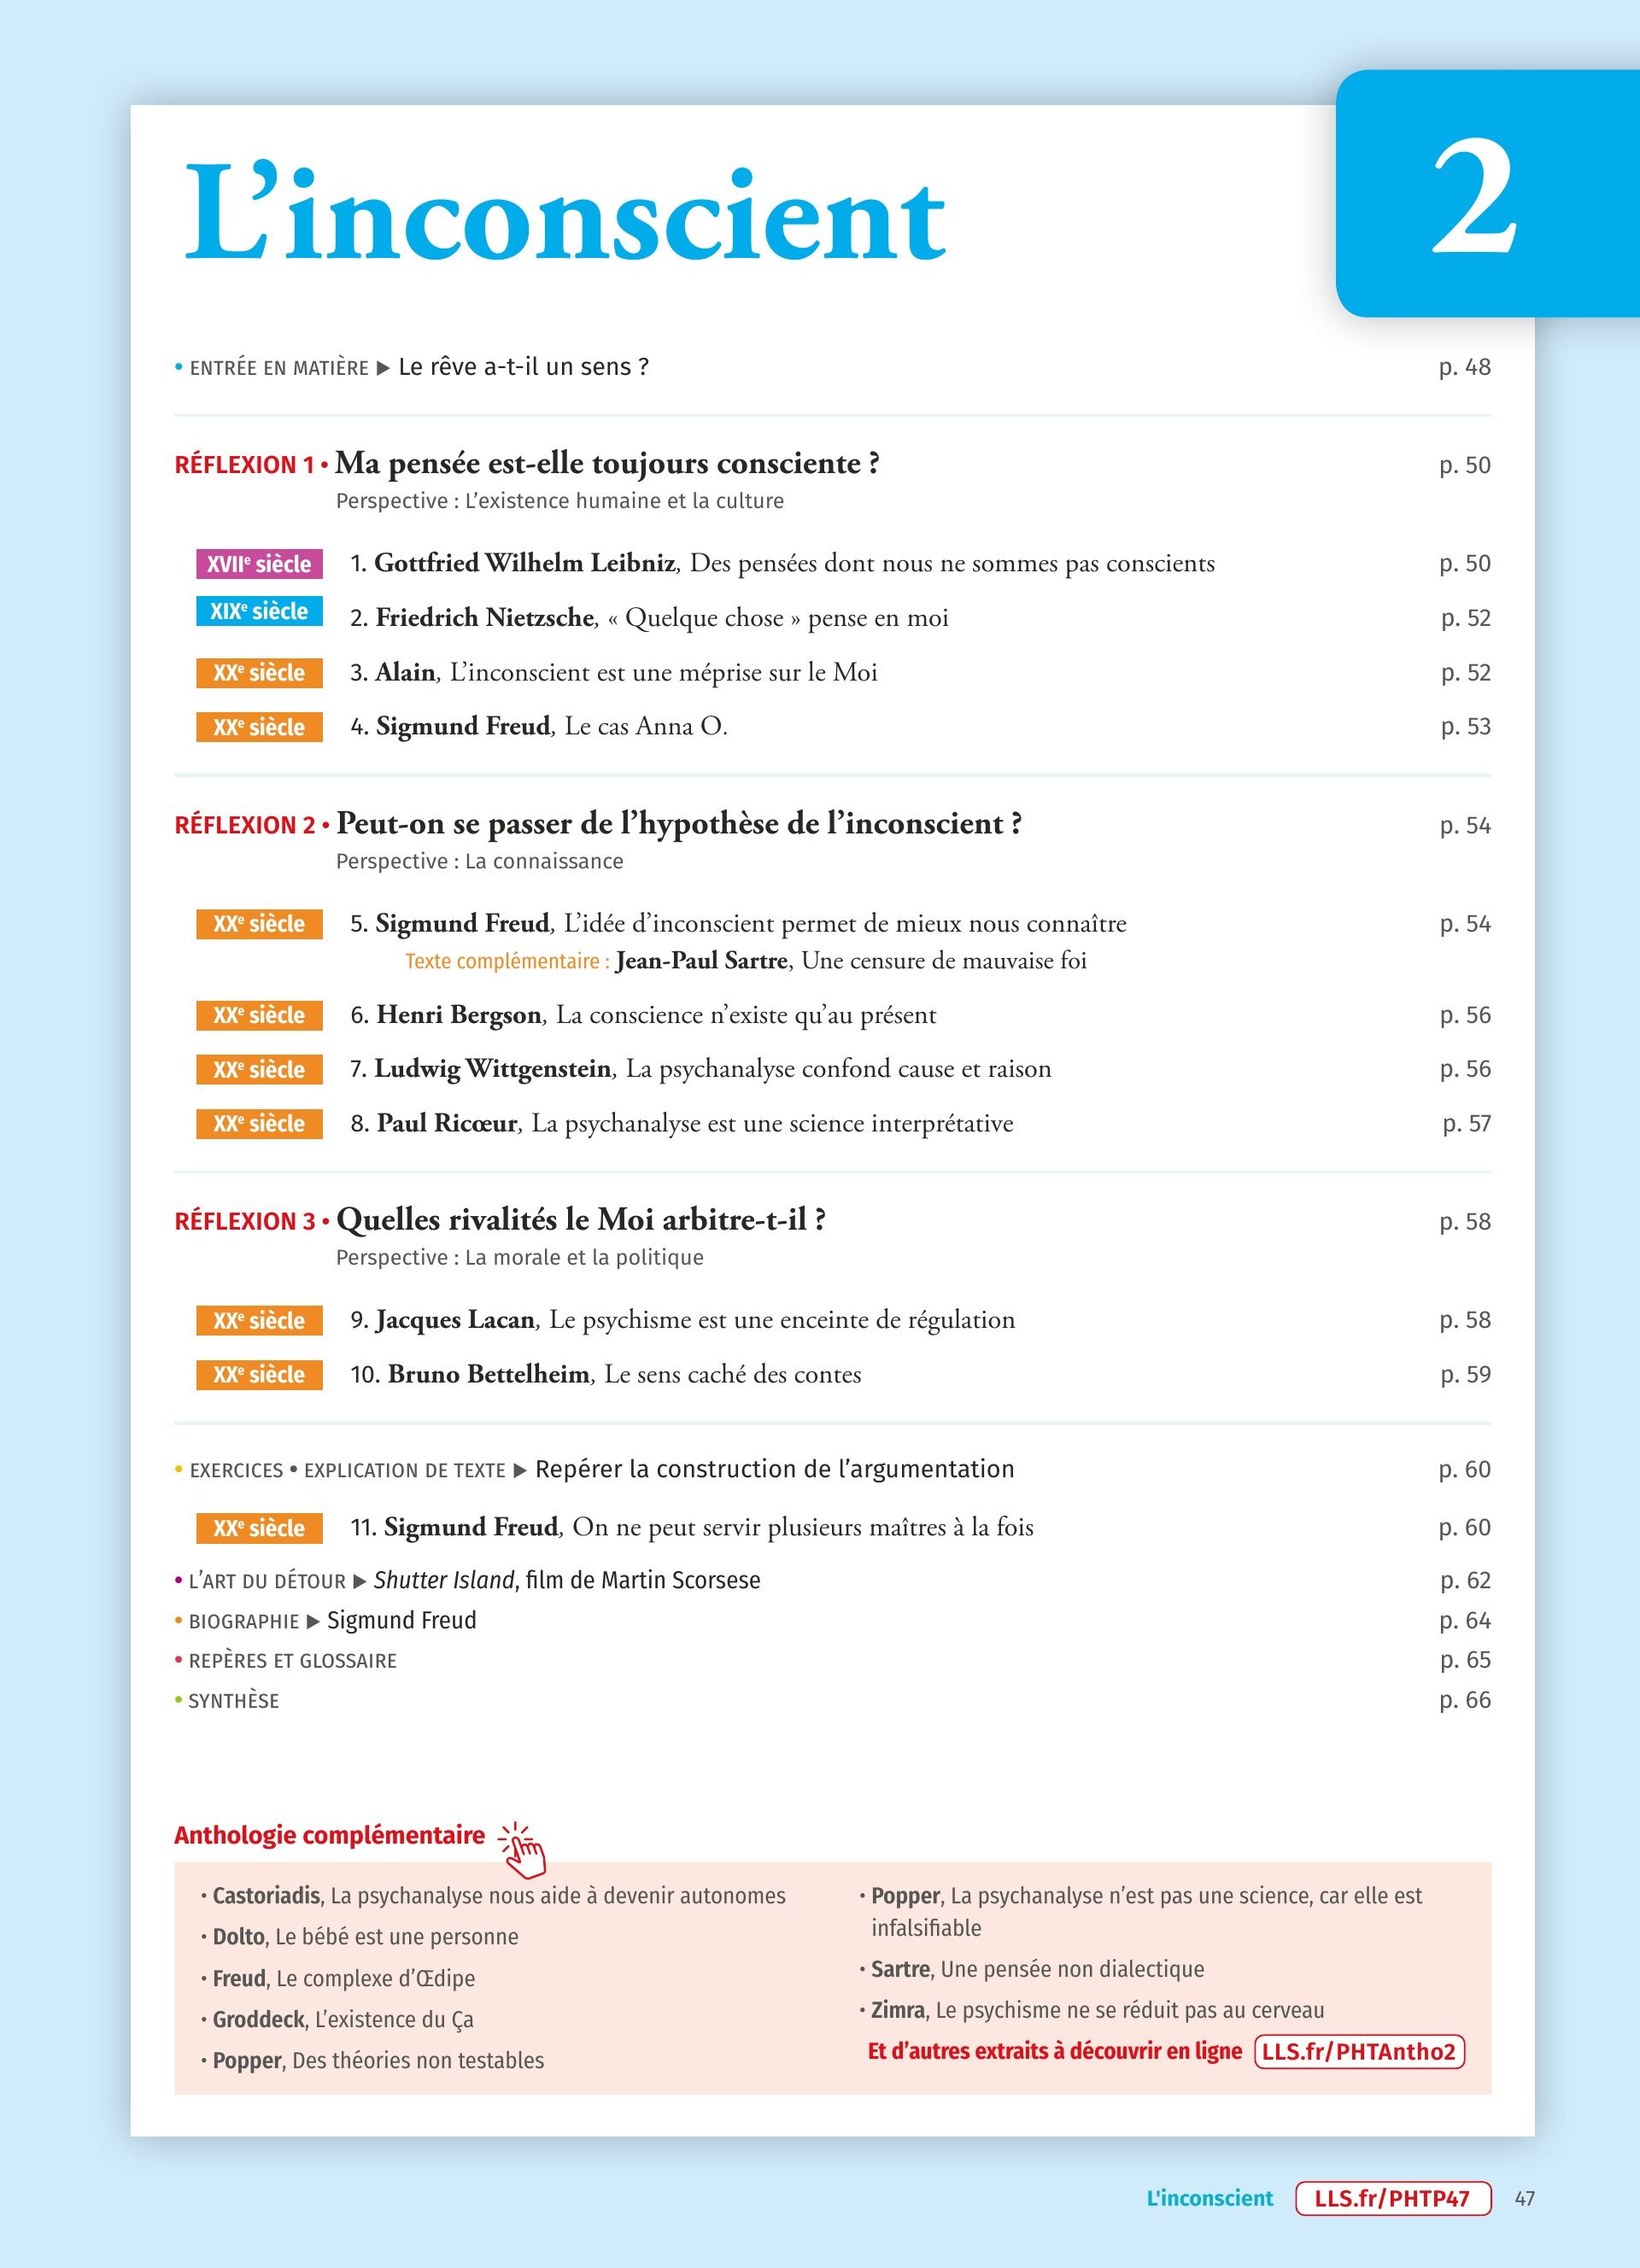 2
L’inconscient
• ENTRÉE EN MATIÈRE ▶ Le rêve a-t-il un sens ? p. 48
RÉFLEXION 1 • Ma pensée est-elle toujours consciente ? p. 50
Perspective : L’existence humaine et la culture
XVIIe siècle 1. Gottfried Wilhelm Leibniz, Des pensées dont nous ne sommes pas conscients p. 50
XIXe siècle 2. Friedrich Nietzsche, « Quelque chose » pense en moi p. 52
XXe siècle 3. Alain, L’inconscient est une méprise sur le Moi p. 52
XXe siècle 4. Sigmund Freud, Le cas Anna O. p. 53
RÉFLEXION 2 • Peut-on se passer de l’hypothèse de l’inconscient ? p. 54
Perspective : La connaissance
XXe siècle 5. Sigmund Freud, L’idée d’inconscient permet de mieux nous connaître p. 54
Texte complémentaire : Jean-Paul Sartre, Une censure de mauvaise foi
XXe siècle 6. Henri Bergson, La conscience n’existe qu’au présent p. 56
XXe siècle 7. Ludwig Wittgenstein, La psychanalyse confond cause et raison p. 56
XXe siècle 8. Paul Ricœur, La psychanalyse est une science interprétative p. 57
RÉFLEXION 3 • Quelles rivalités le Moi arbitre-t-il ? p. 58
Perspective : La morale et la politique
XXe siècle 9. Jacques Lacan, Le psychisme est une enceinte de régulation p. 58
XXe siècle 10. Bruno Bettelheim, Le sens caché des contes p. 59
• EXERCICES • EXPLICATION DE TEXTE ▶ Repérer la construction de l’argumentation p. 60
XXe siècle 11. Sigmund Freud, On ne peut servir plusieurs maîtres à la fois p. 60
• L’ART DU DÉTOUR ▶ Shutter Island, film de Martin Scorsese p. 62
• BIOGRAPHIE ▶ Sigmund Freud p. 64
• REPÈRES ET GLOSSAIRE p. 65
• SYNTHÈSE p. 66
Anthologie complémentaire
• Castoriadis, La psychanalyse nous aide à devenir autonomes
• Dolto, Le bébé est une personne
• Freud, Le complexe d’Œdipe
• Groddeck, L’existence du Ça
• Popper, Des théories non testables
• Popper, La psychanalyse n’est pas une science, car elle est
infalsifiable
• Sartre, Une pensée non dialectique
• Zimra, Le psychisme ne se réduit pas au cerveau
Et d’autres extraits à découvrir en ligne LLS.fr/PHTAntho2
L'inconscient LLS.fr/PHTP47 47